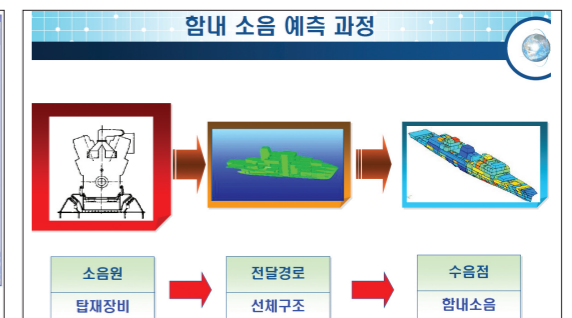 함내 소음 예측 과정
소음원
탑재장비
전달경로
선체구조
수음점
함내소음